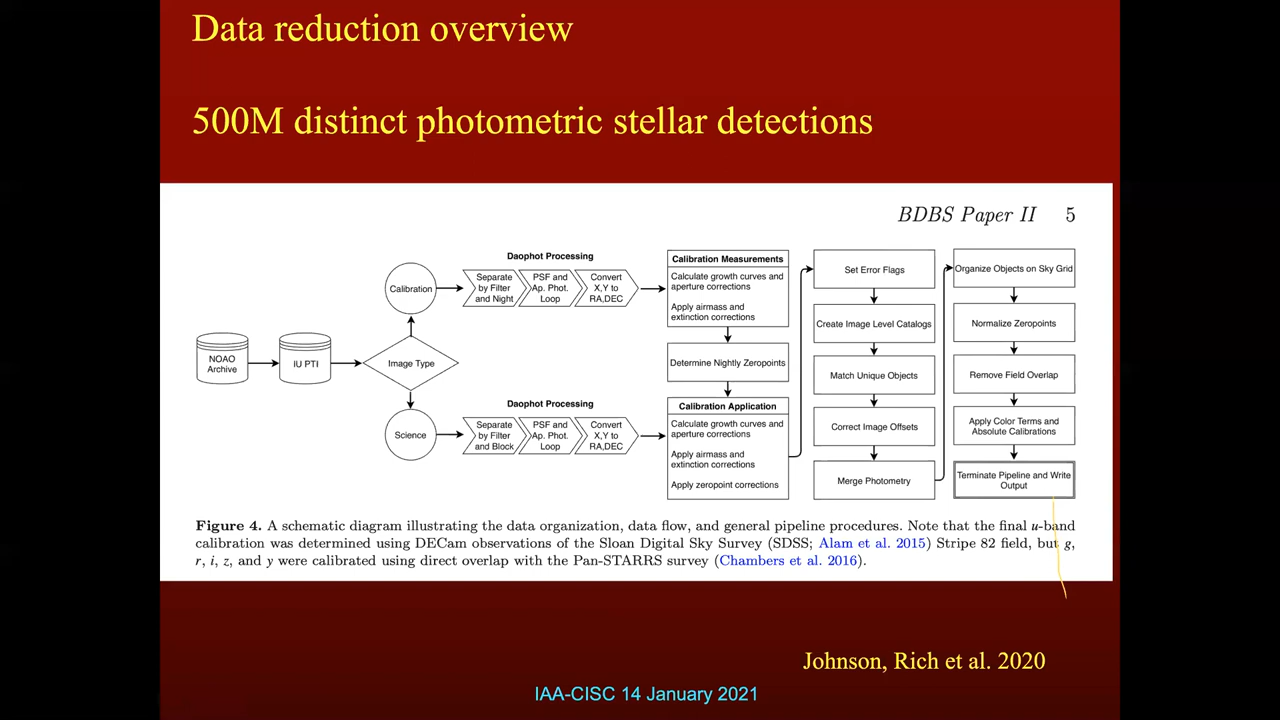 Data reduction overview
500M distinct photometric stellar detections
BDBS Paper II 5
NOAO
Archive
IU PTI
Image Type
Calibration
Daophot Processing
Separate
by Filter
and Night
PSF and
Ap. Phot.
Loop
Convert
X,Y to
RA,DEC
Science
Daophot Processing
Separate
by Filter
and Block
PSF and
Ap. Phot.
Loop
Convert
X,Y to
RA,DEC
Calibration Measurements
Calculate growth curves and
aperture corrections
Apply airmass and
extinction corrections
Determine Nightly Zeropoints
Calibration Application
Calculate growth curves and
aperture corrections
Apply airmass and
extinction corrections
Apply zeropoint corrections
Set Error Flags
Create Image Level Catalogs
Match Unique Objects
Correct Image Offsets
Merge Photometry
Organize Objects on Sky Grid
Normalize Zeropoints
Remove Field Overlap
Apply Color Terms and
Absolute Calibrations
Terminate Pipeline and Write
Output
Figure 4. A schematic diagram illustrating the data organization, data flow, and general pipeline procedures. Note that the final u-band
calibration was determined using DECam observations of the Sloan Digital Sky Survey (SDSS; Alam et al. 2015) Stripe 82 field, but g,
r, i, z, and y were calibrated using direct overlap with the Pan-STARRS survey (Chambers et al. 2016).
Johnson, Rich et al. 2020
IAA-CISC 14 January 2021